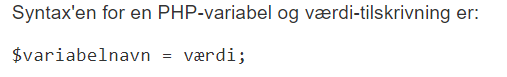 Syntax'en for en PHP-variabel og værdi-tilskrivning er:
$variabelnavn = værdi;